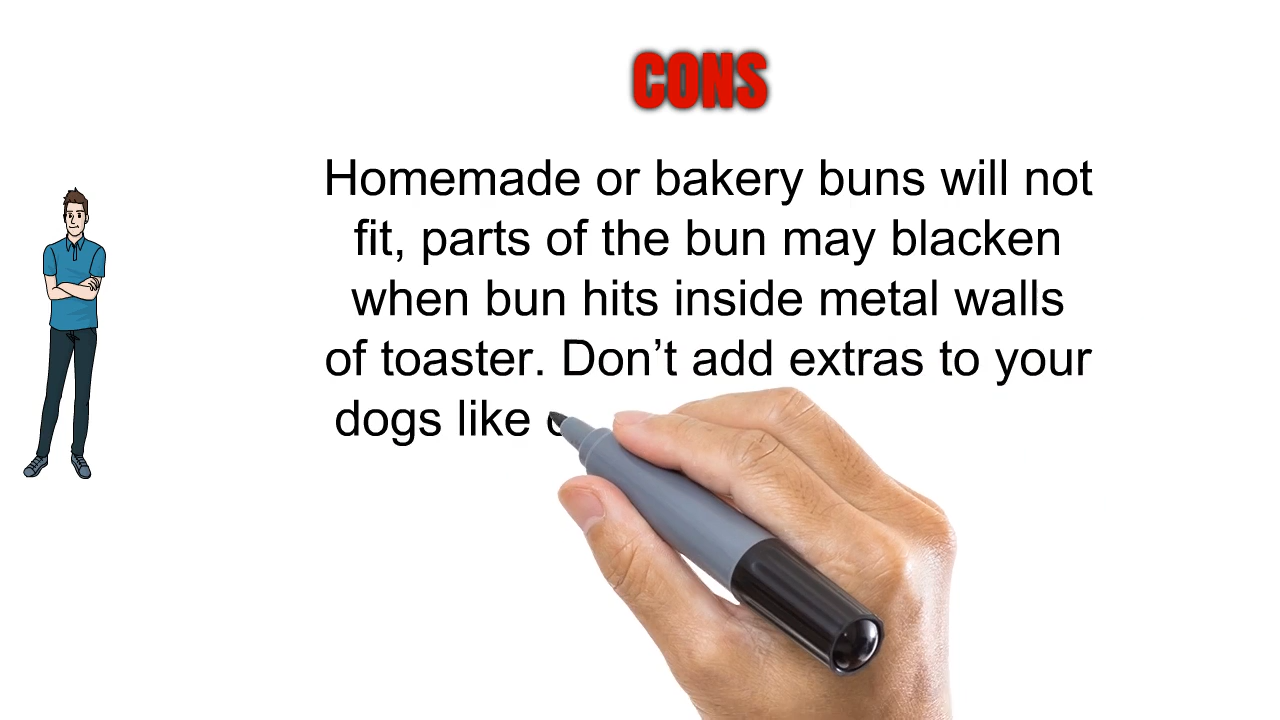 CONS
Homemade or bakery buns will not
fit, parts of the bun may blacken
when bun hits inside metal walls
of toaster. Don’t add extras to your
dogs like